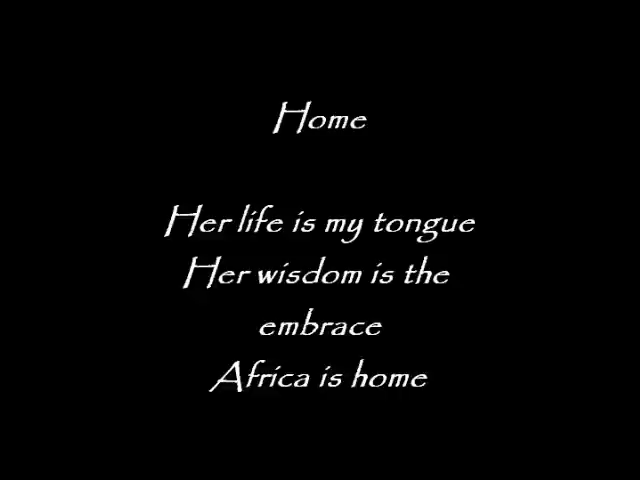 Home
Her life is my tongue
Her wisdom is the
embrace
Africa is home